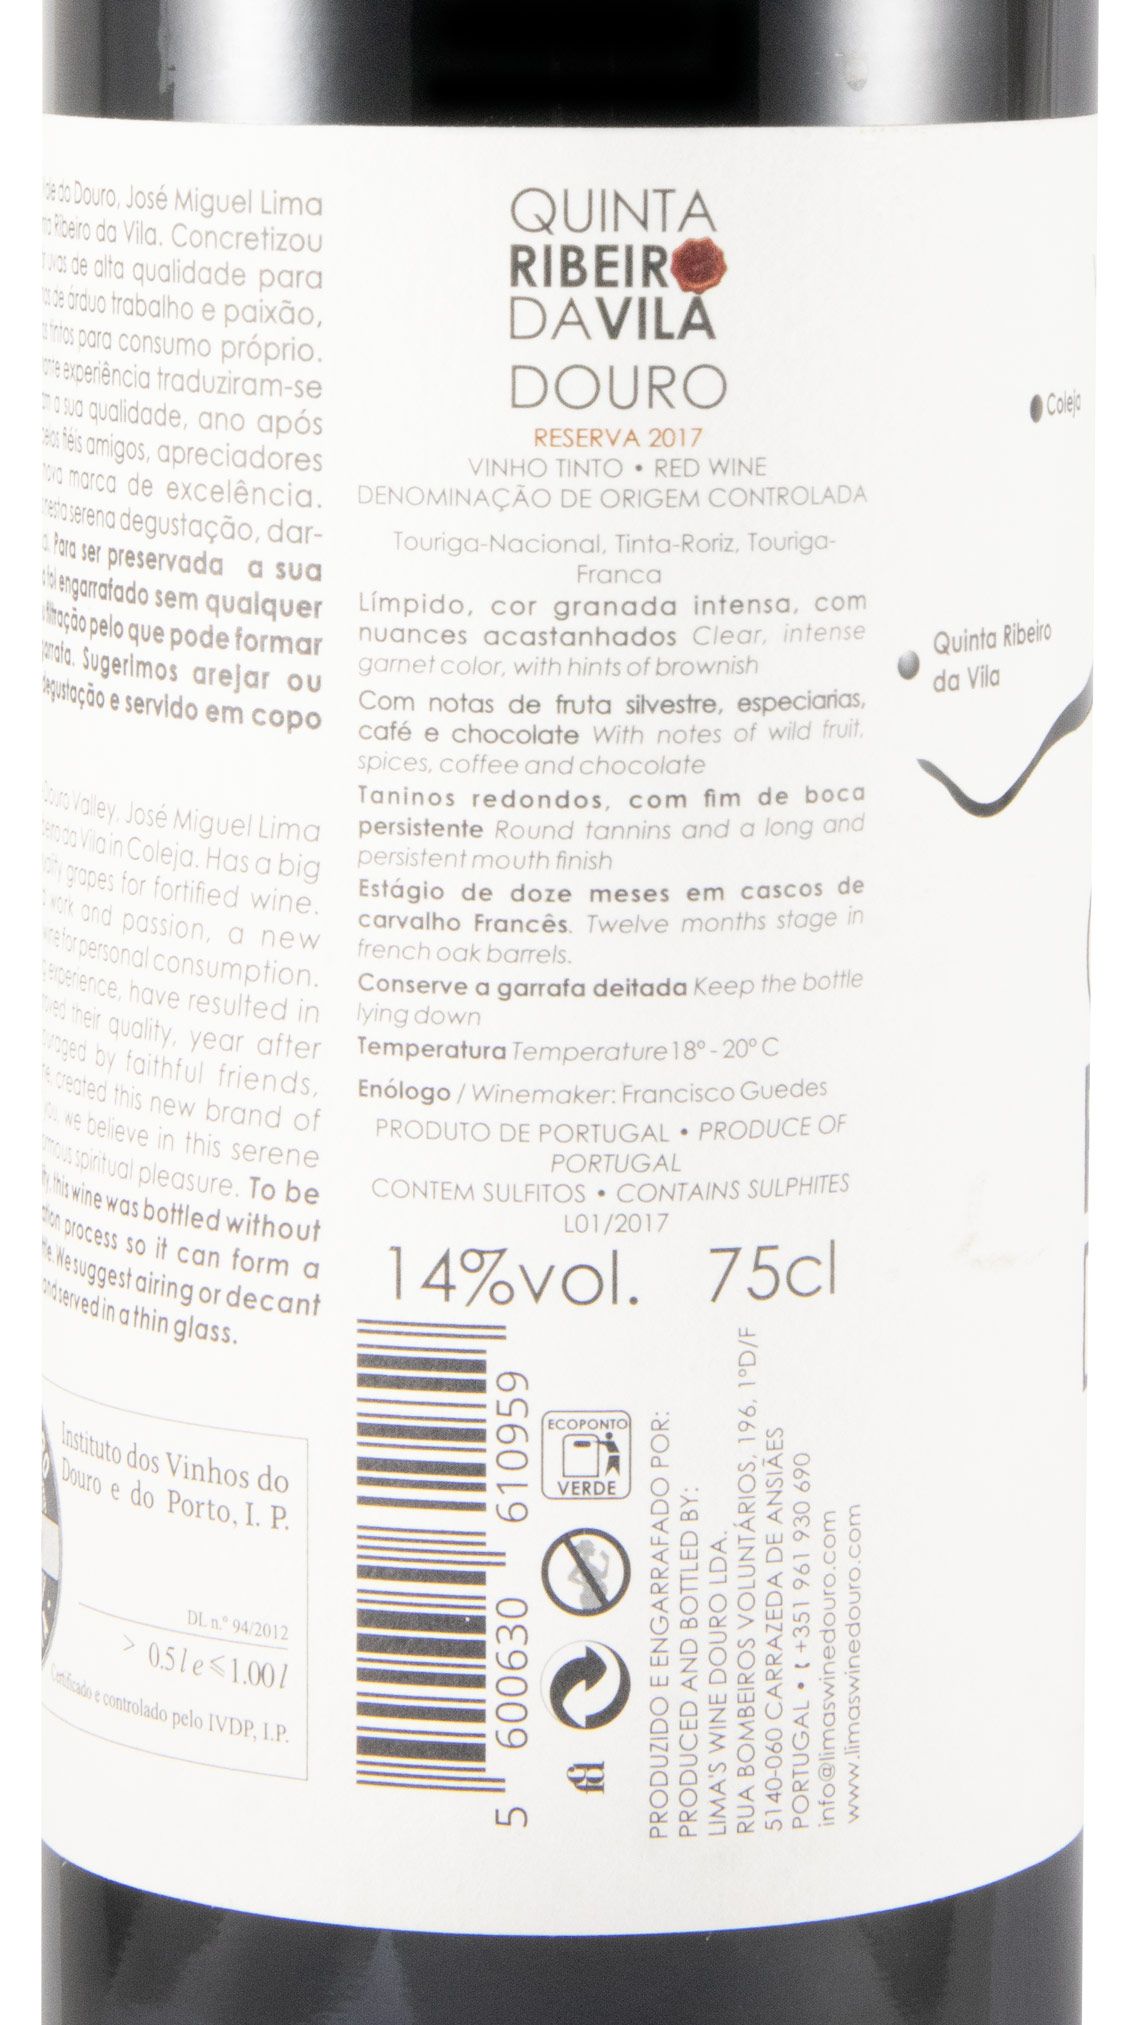 do Douro, José Miguel Lima
Ribeiro da Vila. Concretizou
uvas de alta qualidade para
de árduo trabalho e paixão,
tintos para consumo próprio.
experiência traduziram-se
a sua qualidade, ano após
fiéis amigos, apreciadores
nova marca de excelência.
nesta serena degustação, dar-
Para ser preservada a sua
foi engarrafado sem qualquer
filtração pelo que pode formar
garrafa. Sugerimos arejar ou
degustação e servido em copo
Douro Valley, José Miguel Lima
da Vila in Coleja. Has a big
grapes for fortified wine.
work and passion, a new
wine for personal consumption.
experience, have resulted in
their quality, year after
by faithful friends,
created this new brand of
you, we believe in this serene
spiritual pleasure. To be
this wine was bottled without
process so it can form a
We suggest airing or decant
and served in a thin glass.
Instituto dos Vinhos do
Douro e do Porto, I. P.
DL n.º 94/2012
> 0.5 l e ⩽ 1.00 l
Certificado e controlado pelo IVDP, I.P.
QUINTA
RIBEIRO
DAVILA
DOURO
RESERVA 2017
VINHO TINTO • RED WINE
DENOMINAÇÃO DE ORIGEM CONTROLADA
Touriga-Nacional, Tinta-Roriz, Touriga-
Franca
Límpido, cor granada intensa, com
nuances acastanhados Clear, intense
garnet color, with hints of brownish
Com notas de fruta silvestre, especiarias,
café e chocolate With notes of wild fruit,
spices, coffee and chocolate
Taninos redondos, com fim de boca
persistente Round tannins and a long and
persistent mouth finish
Estágio de doze meses em cascos de
carvalho Francês. Twelve months stage in
french oak barrels.
Conserve a garrafa deitada Keep the bottle
lying down
Temperatura Temperature 18º - 20º C
Enólogo / Winemaker: Francisco Guedes
PRODUTO DE PORTUGAL • PRODUCE OF
PORTUGAL
CONTEM SULFITOS • CONTAINS SULPHITES
L01/2017
14%vol. 75cl
5 600630 610959
ECOPONTO
VERDE
PRODUZIDO E ENGARRAFADO POR:
PRODUCED AND BOTTLED BY:
LIMA'S WINE DOURO LDA.
RUA BOMBEIROS VOLUNTÁRIOS, 196, 1ºD/F
5140-060 CARRAZEDA DE ANSIÃES
PORTUGAL • t +351 961 930 690
info@limaswinedouro.com
www.limaswinedouro.com
Coleja
Quinta Ribeiro
da Vila